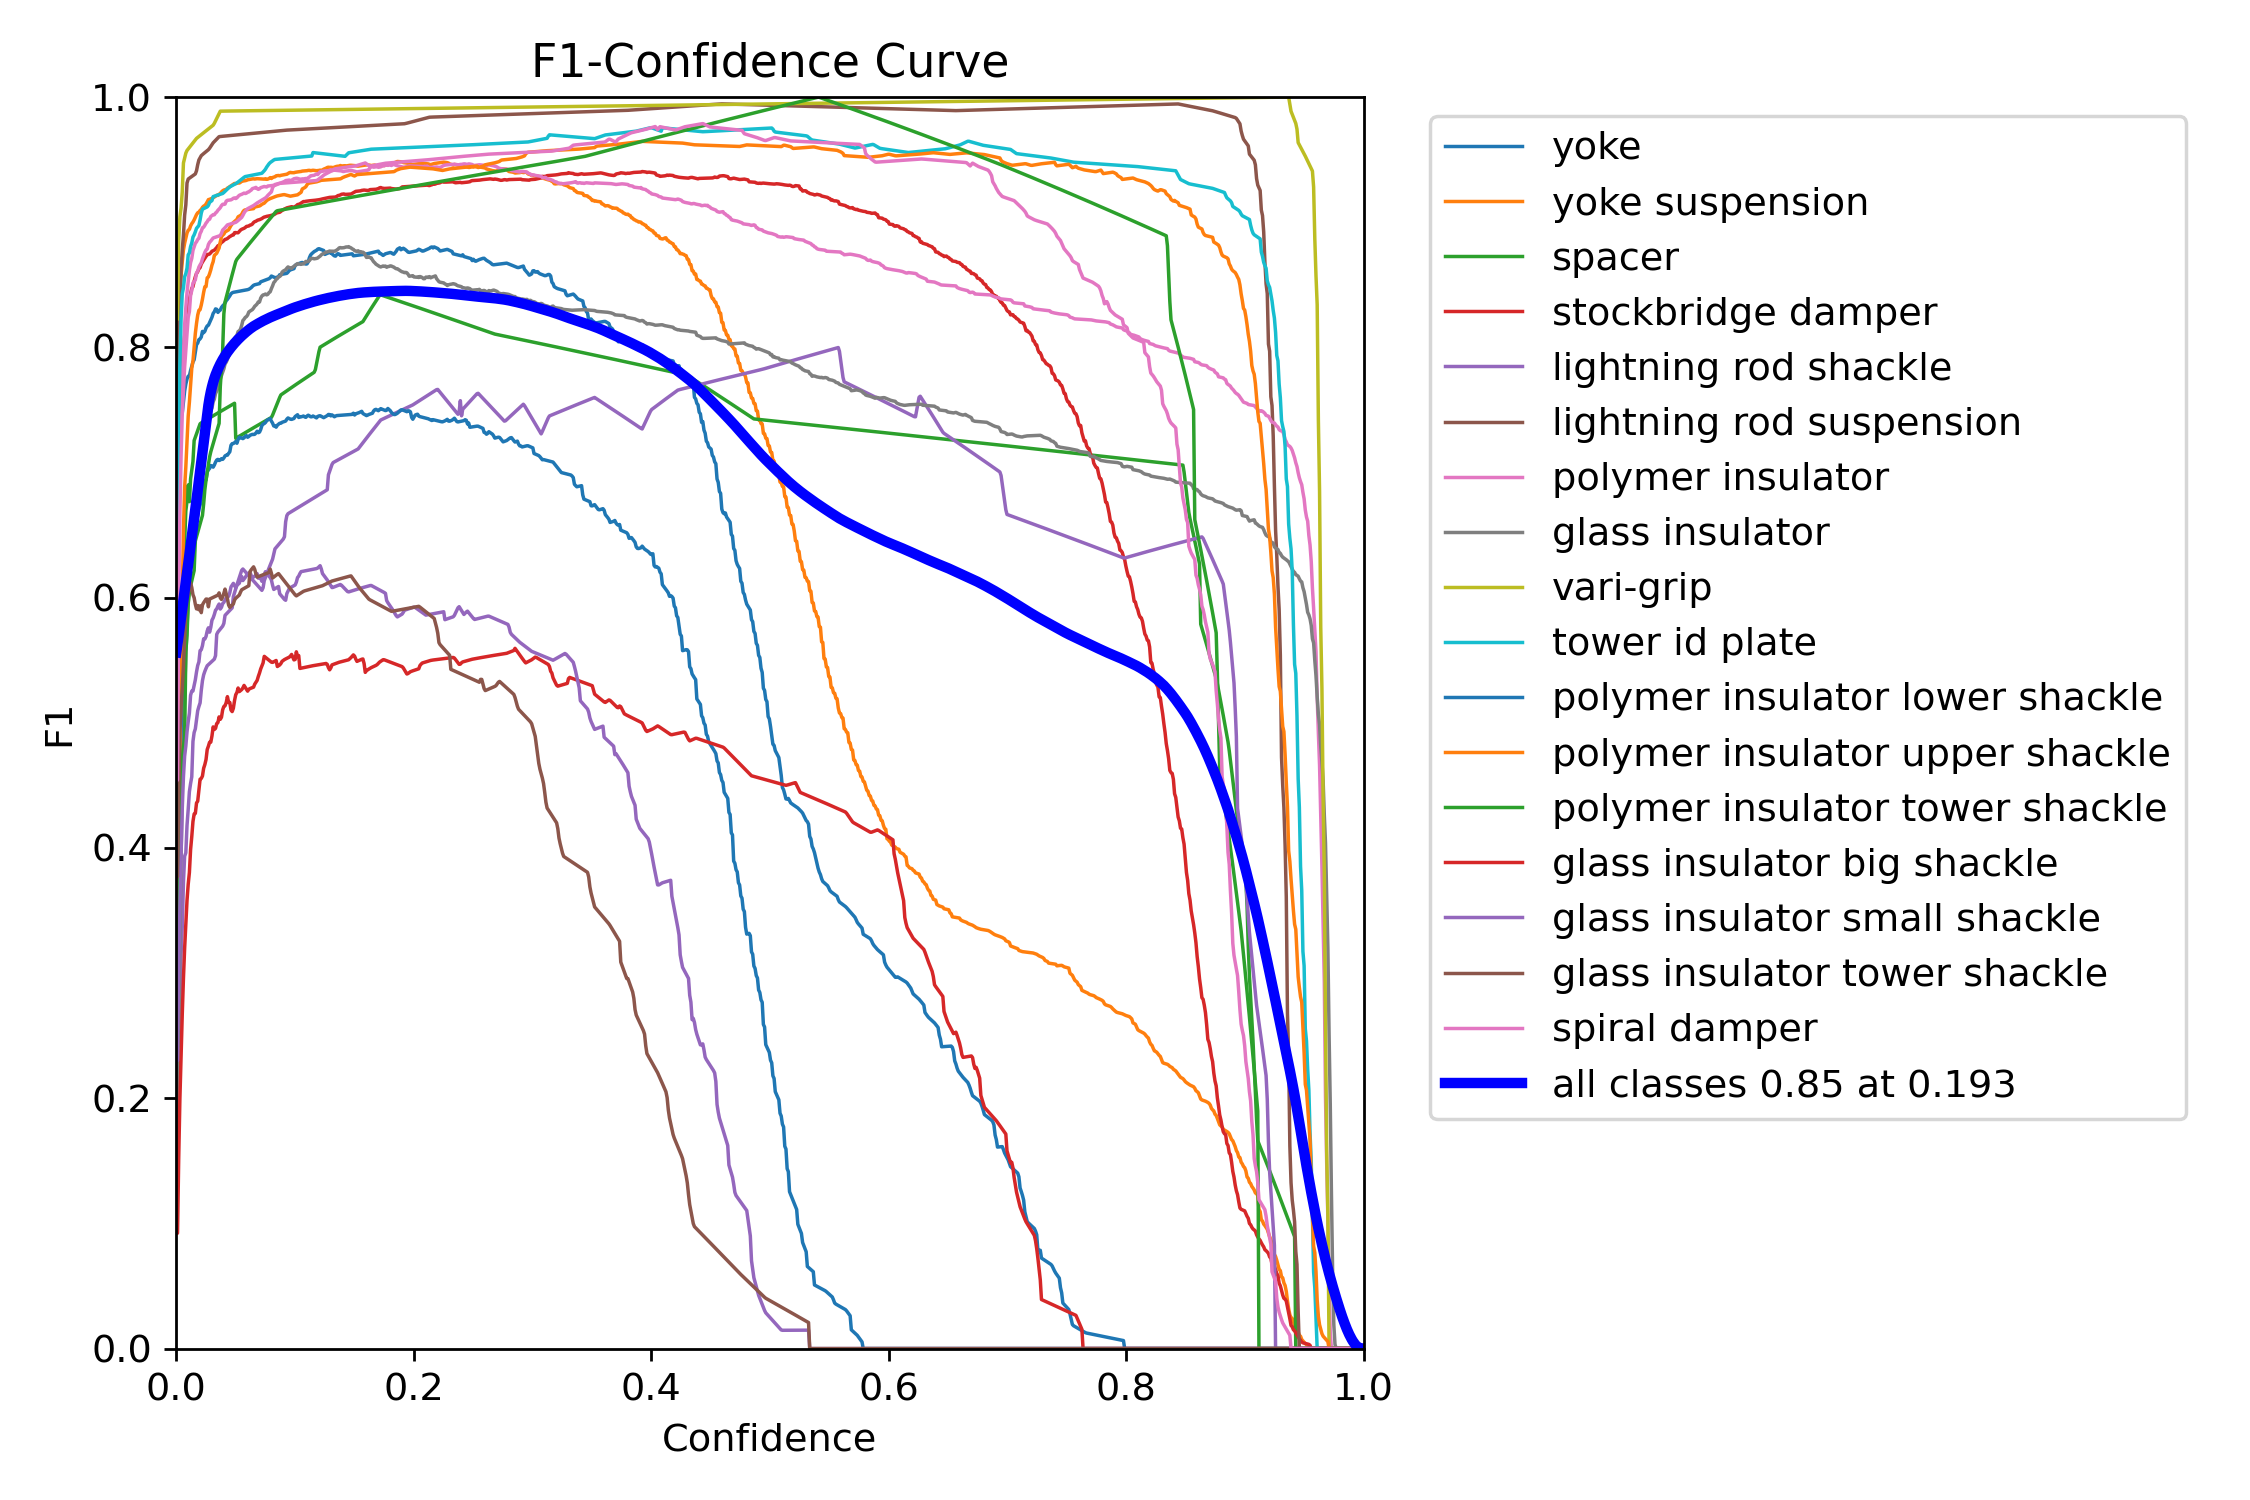 F1-Confidence Curve
1.0
0.8
0.6
0.4
0.2
0.0
F1
0.0 0.2 0.4 0.6 0.8 1.0
Confidence
yoke
yoke suspension
spacer
stockbridge damper
lightning rod shackle
lightning rod suspension
polymer insulator
glass insulator
vari-grip
tower id plate
polymer insulator lower shackle
polymer insulator upper shackle
polymer insulator tower shackle
glass insulator big shackle
glass insulator small shackle
glass insulator tower shackle
spiral damper
all classes 0.85 at 0.193